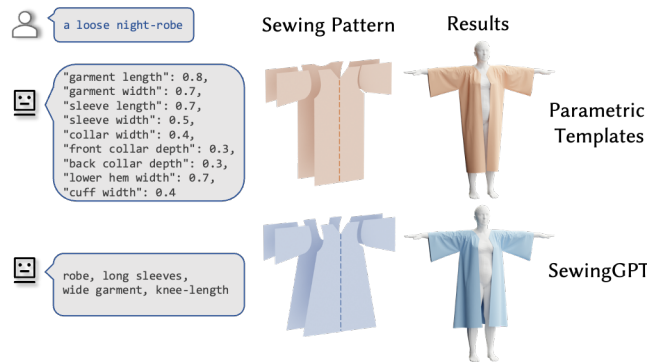 a loose night-robe
Sewing Pattern
Results
"garment length": 0.8,
"garment width": 0.7,
"sleeve length": 0.7,
"sleeve width": 0.5,
"collar width": 0.4,
"front collar depth": 0.3,
"back collar depth": 0.3,
"lower hem width": 0.7,
"cuff width": 0.4
Parametric
Templates
robe, long sleeves,
wide garment, knee-length
SewingGPT